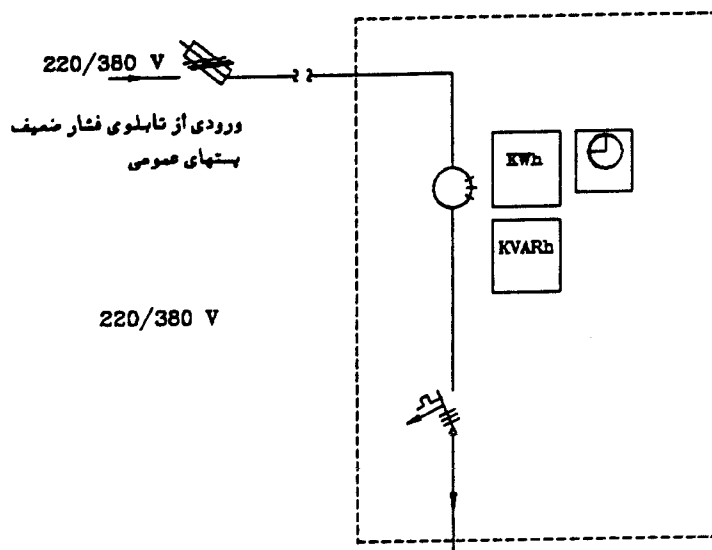 220/380 V
ورودی از تابلوی فشار ضعیف
پستهای عمومی
KWh
KVARh
220/380 V